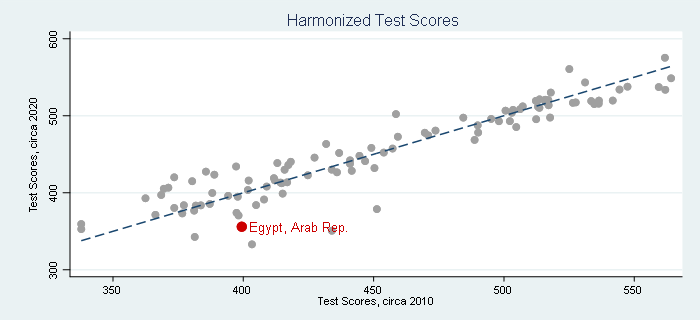 Harmonized Test Scores
Test Scores, circa 2020
600
500
400
300
Egypt, Arab Rep.
350
400
450
500
550
Test Scores, circa 2010